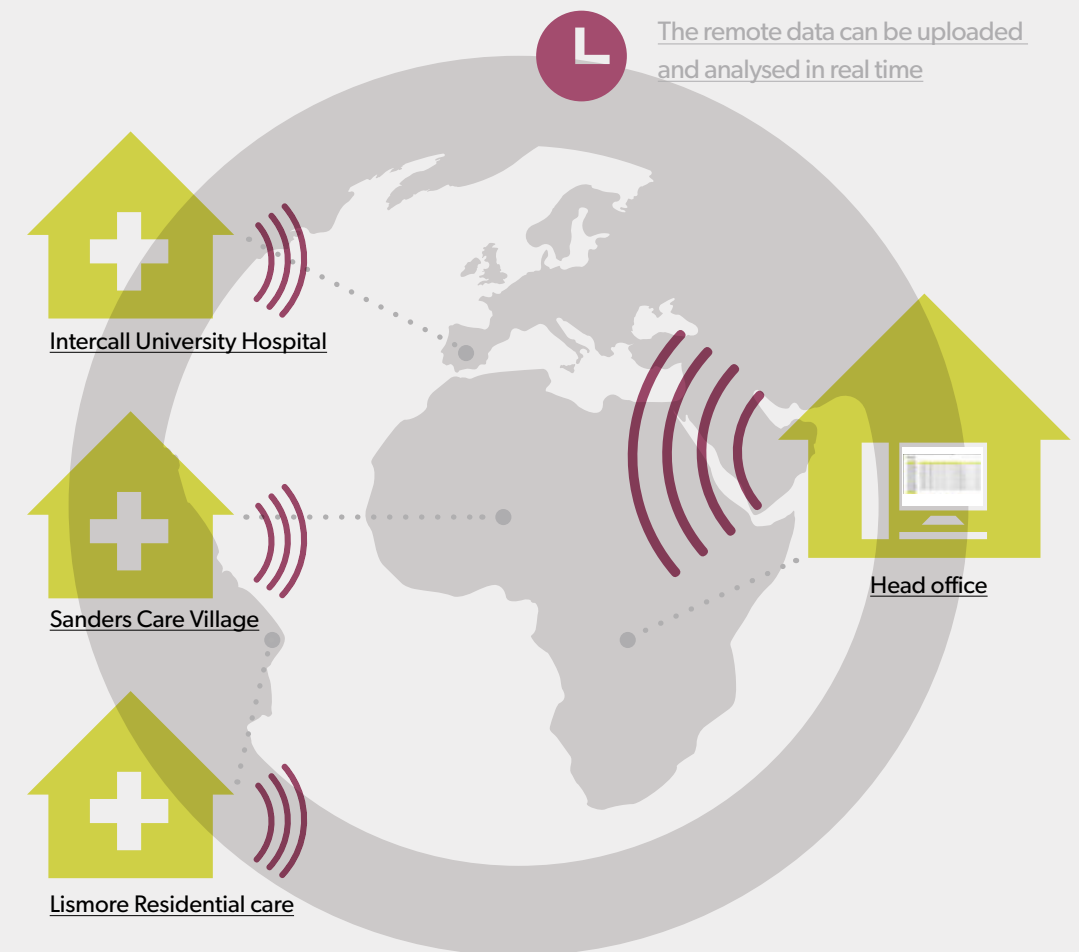 The remote data can be uploaded
and analysed in real time
Intercall University Hospital
Sanders Care Village
Head office
Lismore Residential care